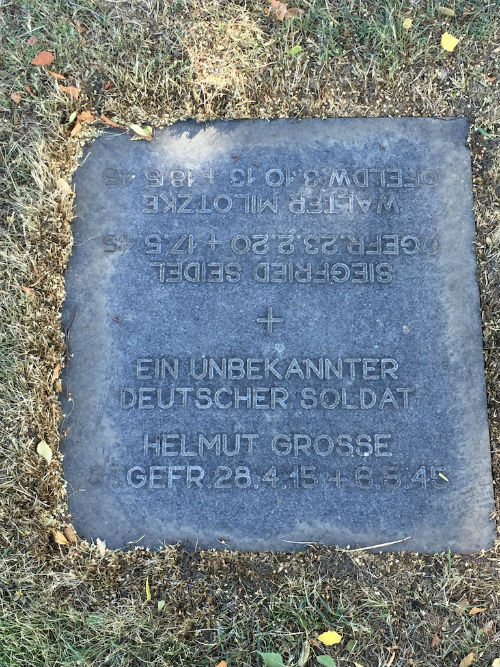 EIN UNBEKANNTER
DEUTSCHER SOLDAT
HELMUT GROSSE
ST.GEFR.28.4.15 + 6.5.45
SIEGFRIED SEIDEL
OGEFR.23.2.20 + 17.5.45
WALTER MILOTZKE
OFELDW.3.10.13 + 18.5.45